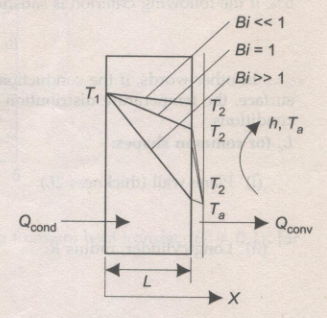 Bi << 1
Bi = 1
Bi >> 1
T1
T2
T2
h, Ta
T2
Ta
Qcond
Qconv
L
X